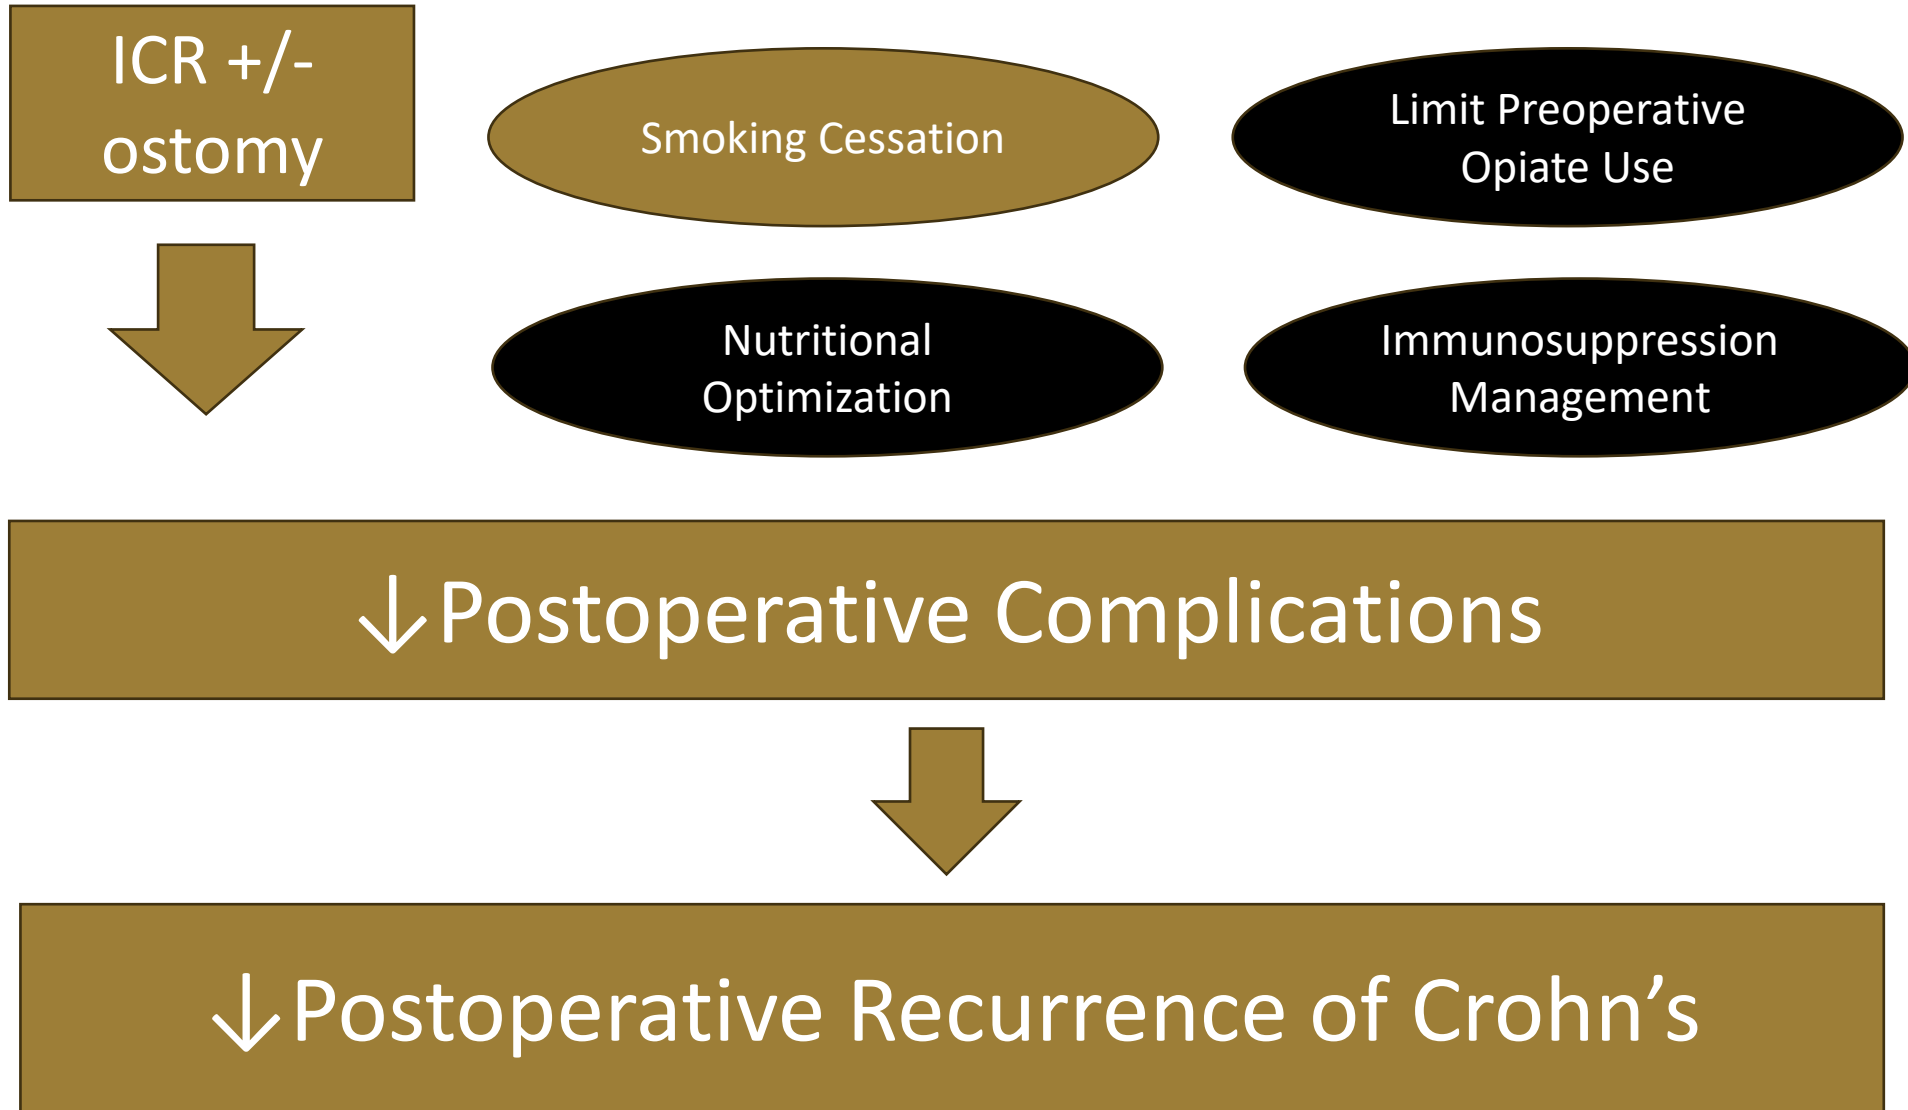 ICR +/-
ostomy
Smoking Cessation
Limit Preoperative
Opiate Use
Nutritional
Optimization
Immunosuppression
Management
↓Postoperative Complications
↓Postoperative Recurrence of Crohn’s